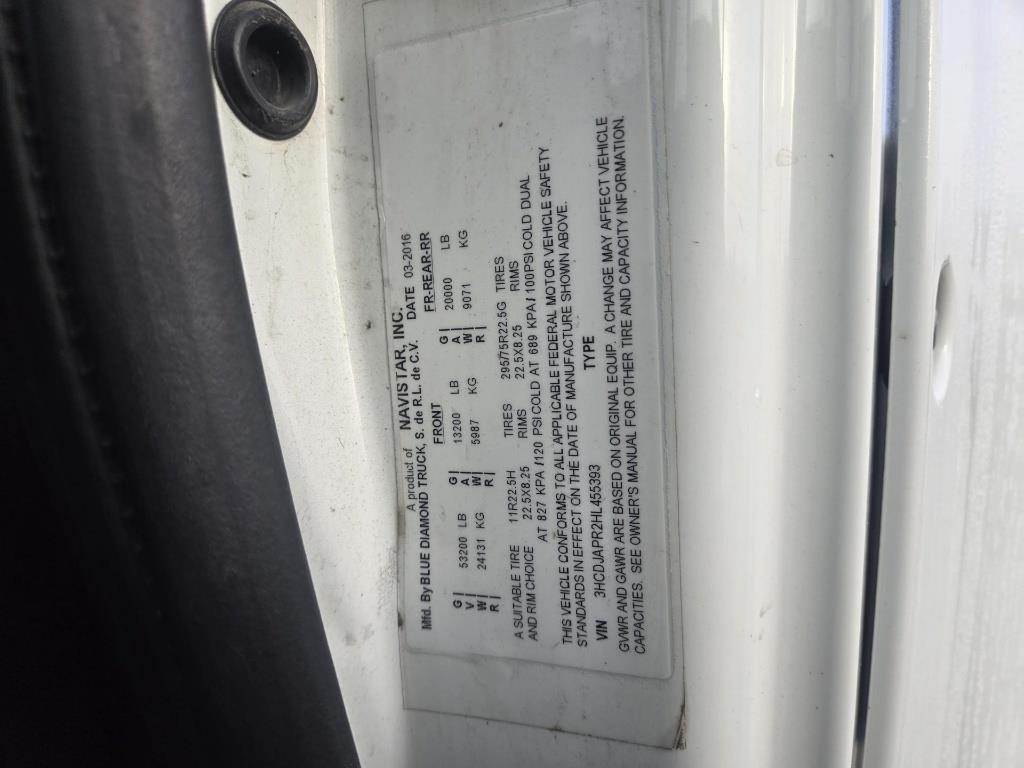 A product of NAVISTAR, INC.
Mfd. By BLUE DIAMOND TRUCK, S. de R.L. de C.V. DATE 03-2016
FRONT FR-REAR-RR
G V W R 53200 LB G A W R 13200 LB G A W R 20000 LB
24131 KG 5987 KG 9071 KG
A SUITABLE TIRE 11R22.5H TIRES 295/75R22.5G TIRES
AND RIM CHOICE 22.5X8.25 RIMS 22.5X8.25 RIMS
AT 827 KPA /120 PSI COLD AT 689 KPA / 100PSI COLD DUAL
THIS VEHICLE CONFORMS TO ALL APPLICABLE FEDERAL MOTOR VEHICLE SAFETY
STANDARDS IN EFFECT ON THE DATE OF MANUFACTURE SHOWN ABOVE.
VIN 3HCDJAPR2HL455393 TYPE
GVWR AND GAWR ARE BASED ON ORIGINAL EQUIP. A CHANGE MAY AFFECT VEHICLE
CAPACITIES. SEE OWNER'S MANUAL FOR OTHER TIRE AND CAPACITY INFORMATION.